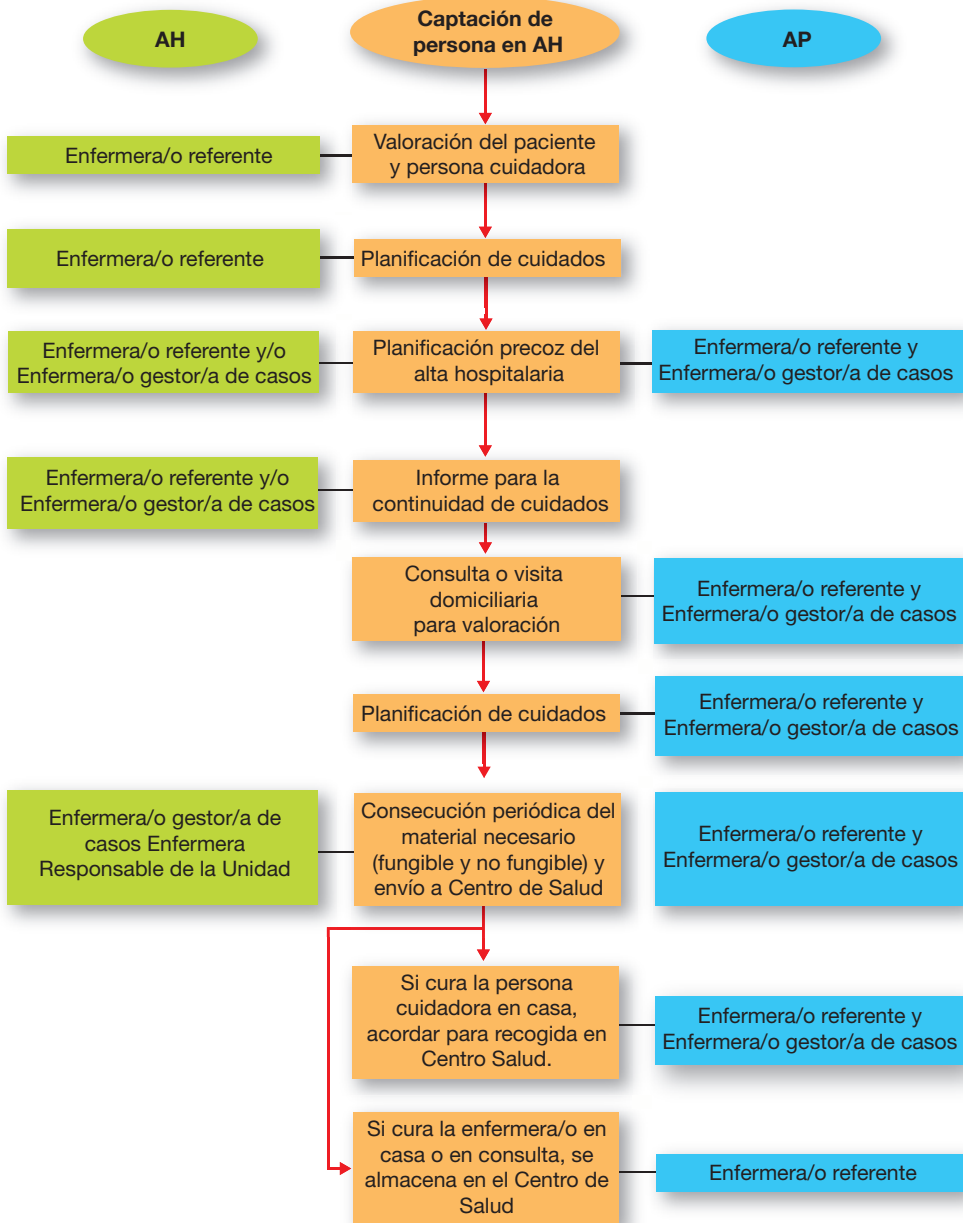 AH
Captación de
persona en AH
AP
Enfermera/o referente
Valoración del paciente
y persona cuidadora
Enfermera/o referente
Planificación de cuidados
Enfermera/o referente y/o
Enfermera/o gestor/a de casos
Planificación precoz del
alta hospitalaria
Enfermera/o referente y
Enfermera/o gestor/a de casos
Enfermera/o referente y/o
Enfermera/o gestor/a de casos
Informe para la
continuidad de cuidados
Consulta o visita
domiciliaria
para valoración
Enfermera/o referente y
Enfermera/o gestor/a de casos
Planificación de cuidados
Enfermera/o referente y
Enfermera/o gestor/a de casos
Enfermera/o gestor/a de
casos Enfermera
Responsable de la Unidad
Consecución periódica del
material necesario
(fungible y no fungible) y
envío a Centro de Salud
Enfermera/o referente y
Enfermera/o gestor/a de casos
Si cura la persona
cuidadora en casa,
acordar para recogida en
Centro Salud.
Enfermera/o referente y
Enfermera/o gestor/a de casos
Si cura la enfermera/o en
casa o en consulta, se
almacena en el Centro de
Salud
Enfermera/o referente